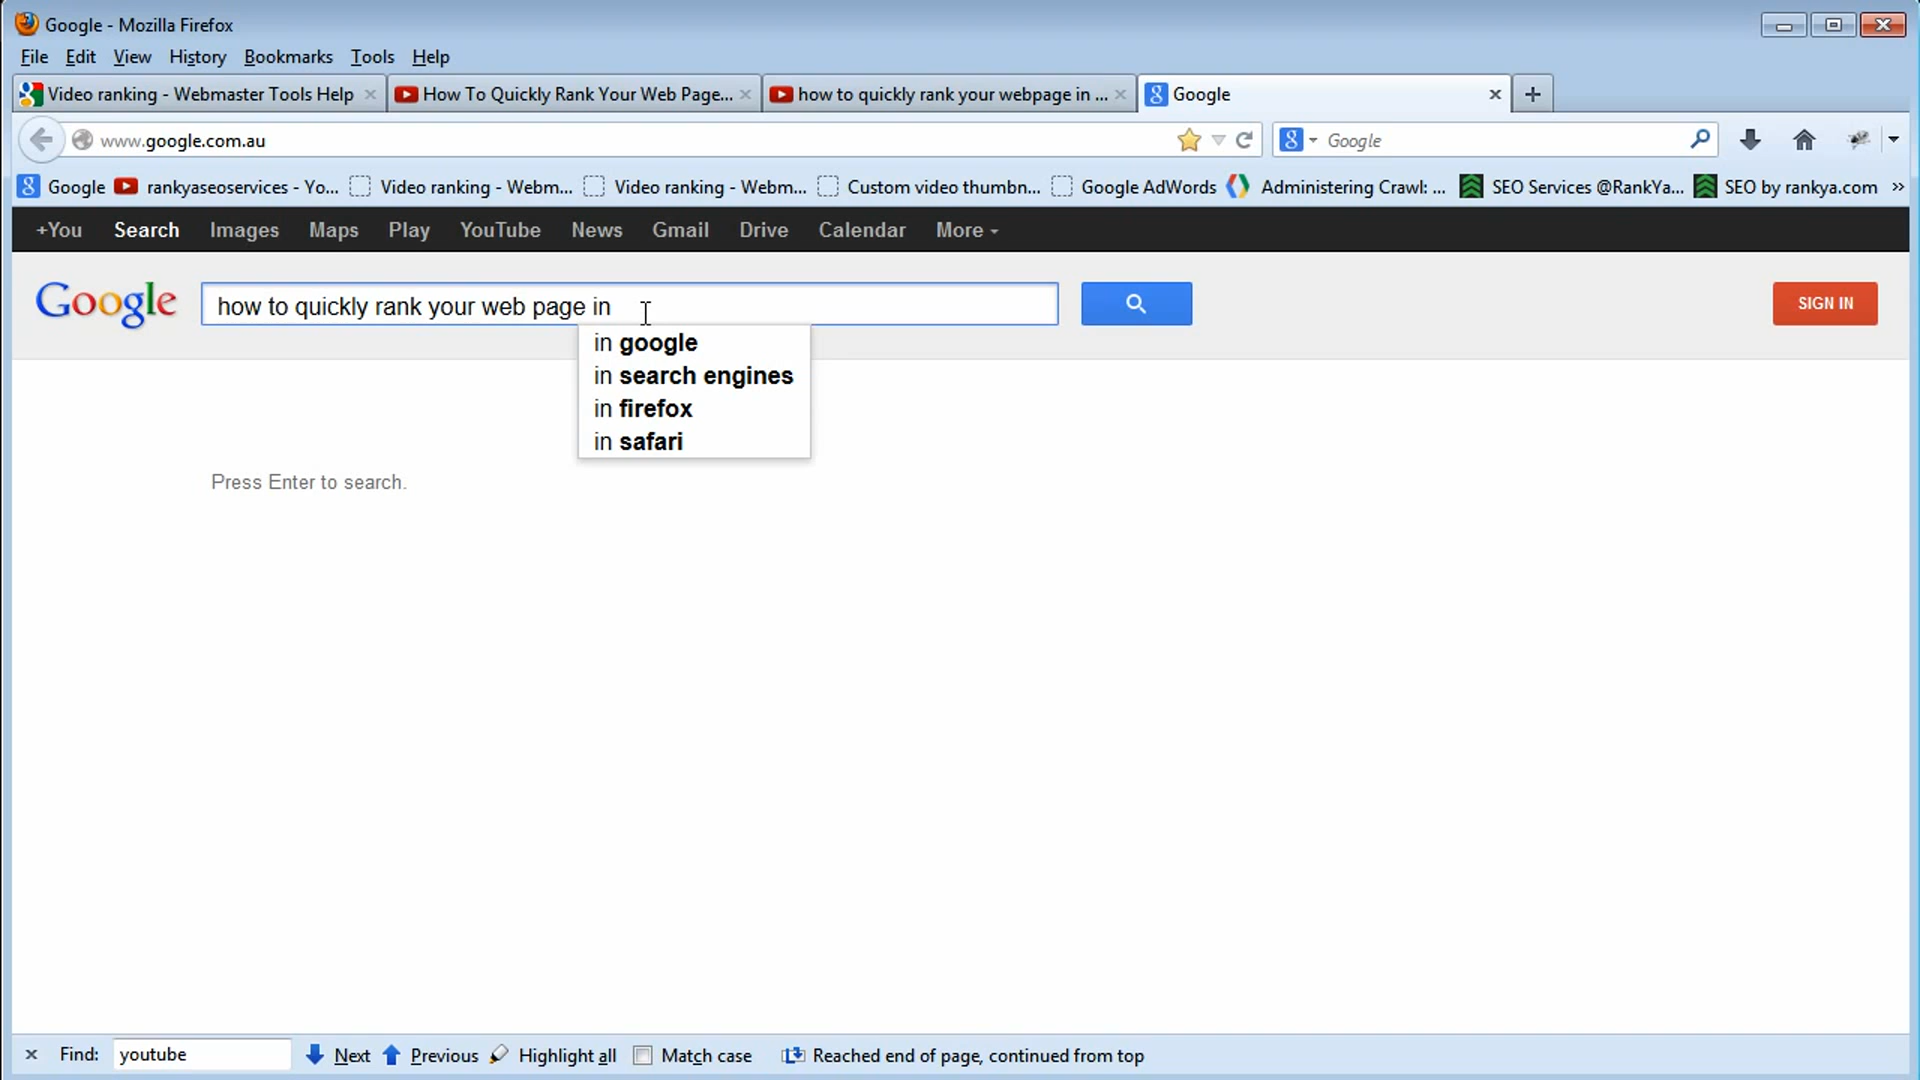 Google - Mozilla Firefox
File Edit View History Bookmarks Tools Help
Video ranking - Webmaster Tools Help How To Quickly Rank Your Web Page... how to quickly rank your webpage in ... Google
www.google.com.au Google
Google rankyaseoservices - Yo... Video ranking - Webm... Video ranking - Webm... Custom video thumbn... Google AdWords Administering Crawl: ... SEO Services @RankYa... SEO by rankya.com »
+You Search Images Maps Play YouTube News Gmail Drive Calendar More
Google how to quickly rank your web page in SIGN IN
in google
in search engines
in firefox
in safari
Press Enter to search.
Find: youtube Next Previous Highlight all Match case Reached end of page, continued from top